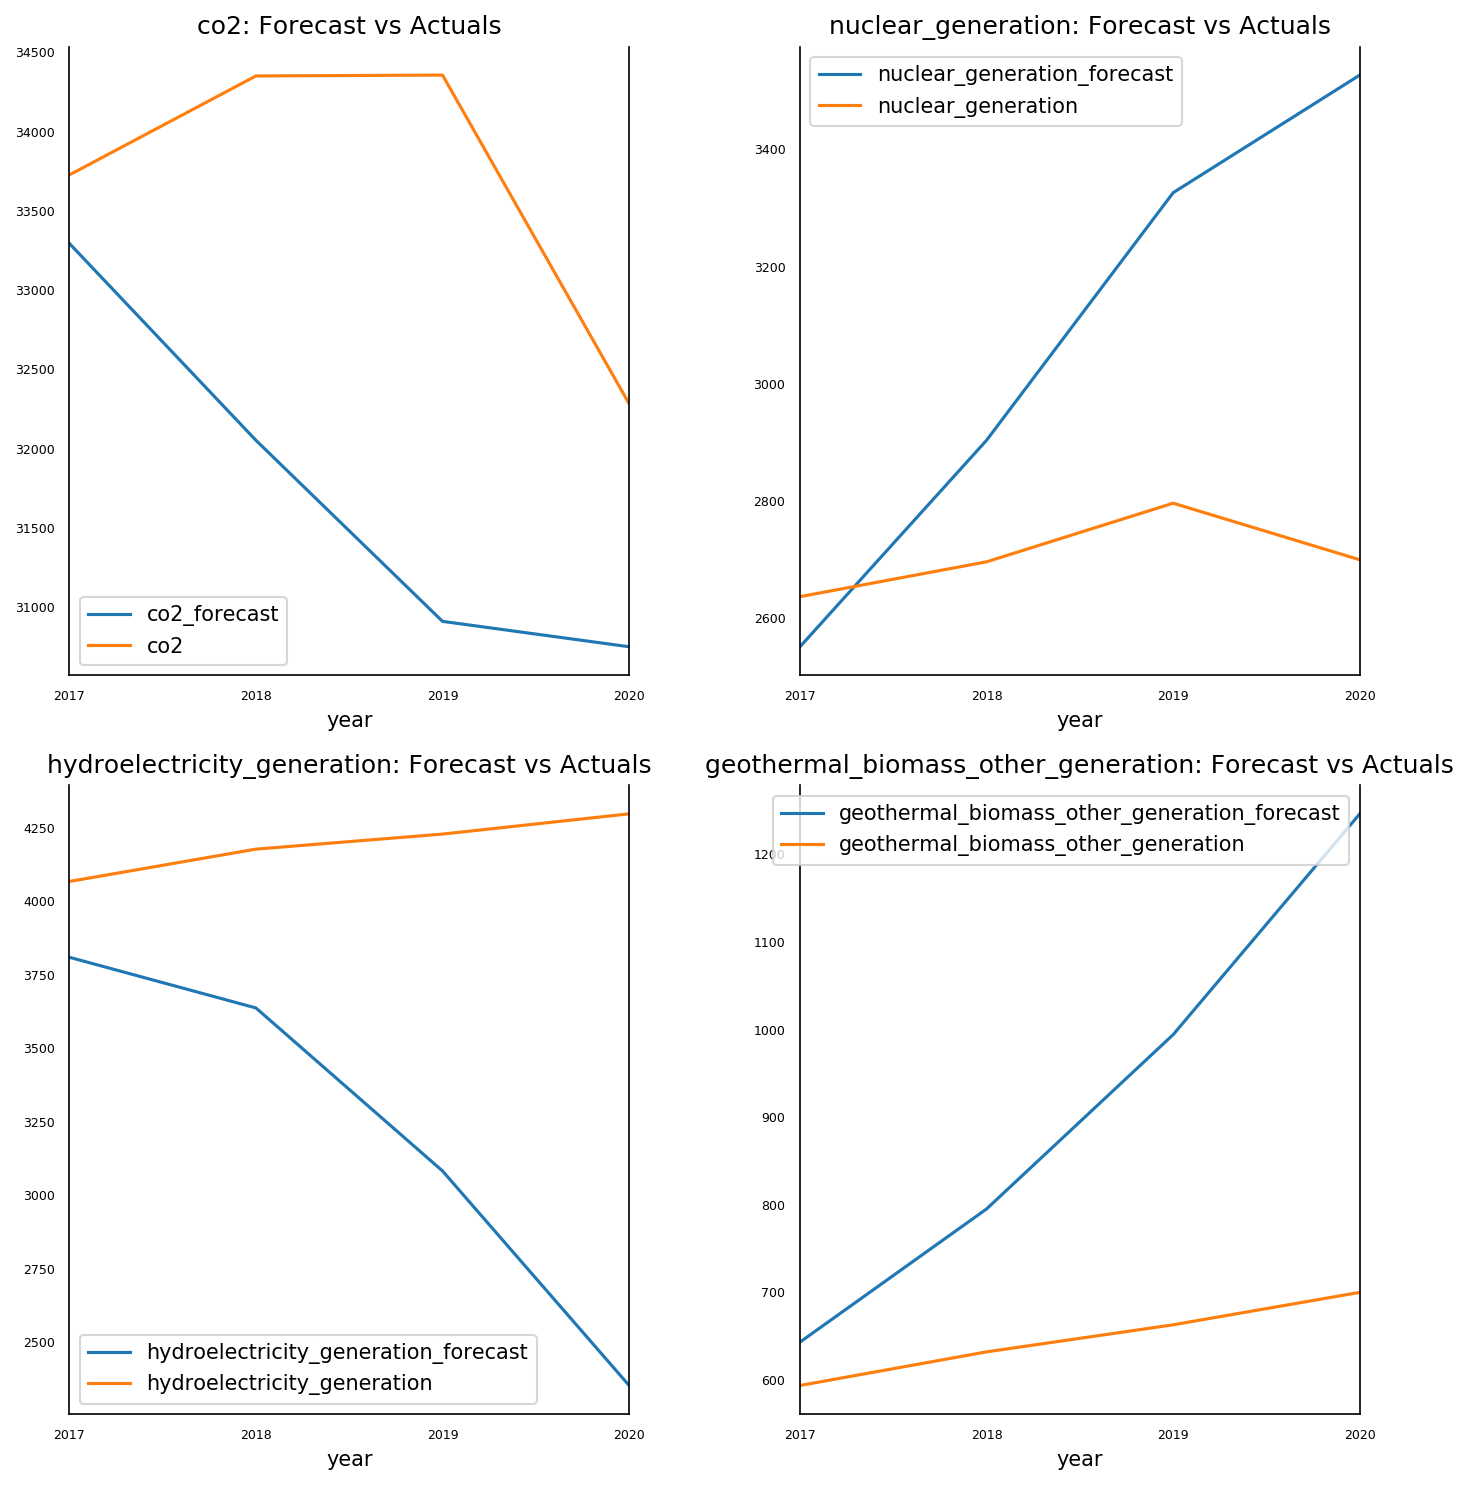 co2: Forecast vs Actuals
34500
34000
33500
33000
32500
32000
31500
31000
co2_forecast
co2
2017 2018 2019 2020
year
nuclear_generation: Forecast vs Actuals
nuclear_generation_forecast
nuclear_generation
3400
3200
3000
2800
2600
2017 2018 2019 2020
year
hydroelectricity_generation: Forecast vs Actuals
4250
4000
3750
3500
3250
3000
2750
2500
hydroelectricity_generation_forecast
hydroelectricity_generation
2017 2018 2019 2020
year
geothermal_biomass_other_generation: Forecast vs Actuals
geothermal_biomass_other_generation_forecast
geothermal_biomass_other_generation
1200
1100
1000
900
800
700
600
2017 2018 2019 2020
year